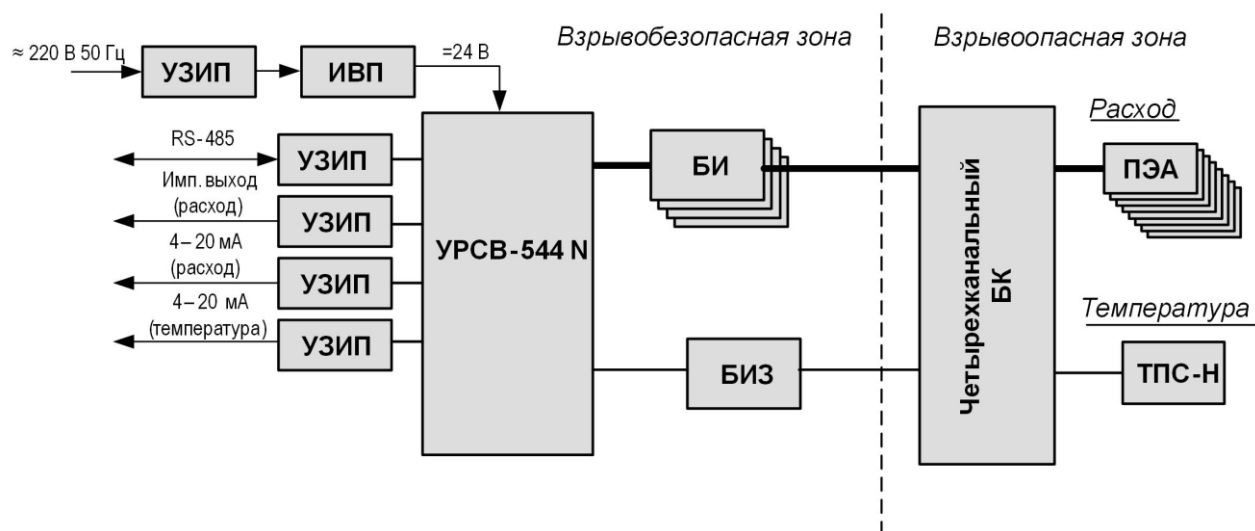 ≈ 220 В 50 Гц
УЗИП
ИВП
=24 В
Взрывобезопасная зона
Взрывоопасная зона
RS-485
УЗИП
Имп. выход
(расход)
УЗИП
4–20 мА
(расход)
УЗИП
4–20 мА
(температура)
УЗИП
УРСВ-544 N
БИ
БИЗ
Четырехканальный
БК
Расход
ПЭА
Температура
ТПС-Н